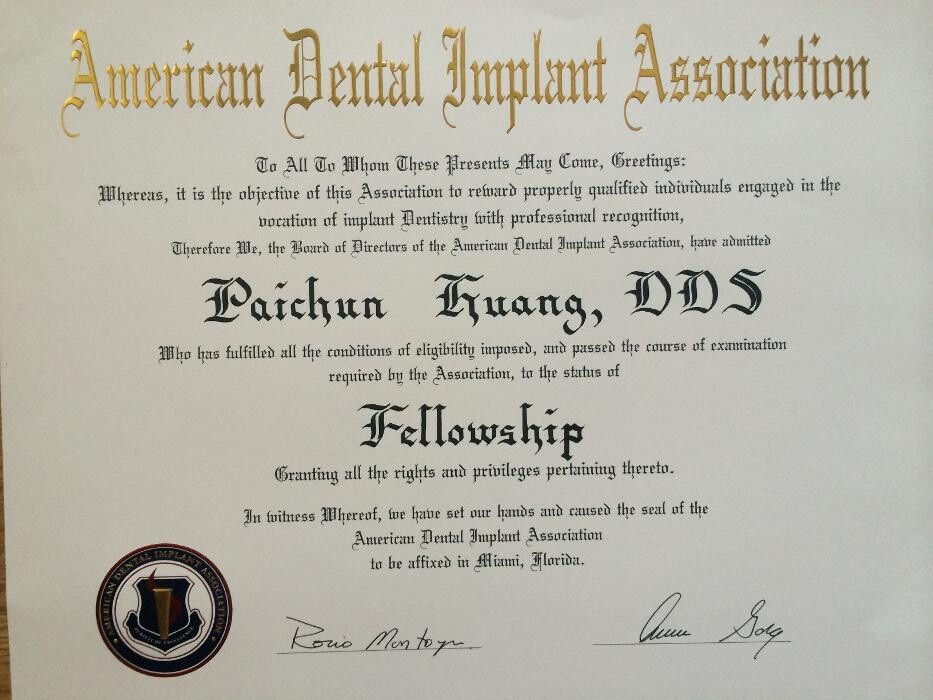 American Dental Implant Association
To All To Whom These Presents May Come, Greetings:
Whereas, it is the objective of this Association to reward properly qualified individuals engaged in the
vocation of implant Dentistry with professional recognition,
Therefore We, the Board of Directors of the American Dental Implant Association, have admitted
Paichun Huang, DDS
Who has fulfilled all the conditions of eligibility imposed, and passed the course of examination
required by the Association, to the status of
Fellowship
Granting all the rights and privileges pertaining thereto.
In witness Whereof, we have set our hands and caused the seal of the
American Dental Implant Association
to be affixed in Miami, Florida.
AMERICAN DENTAL IMPLANT ASSOCIATION